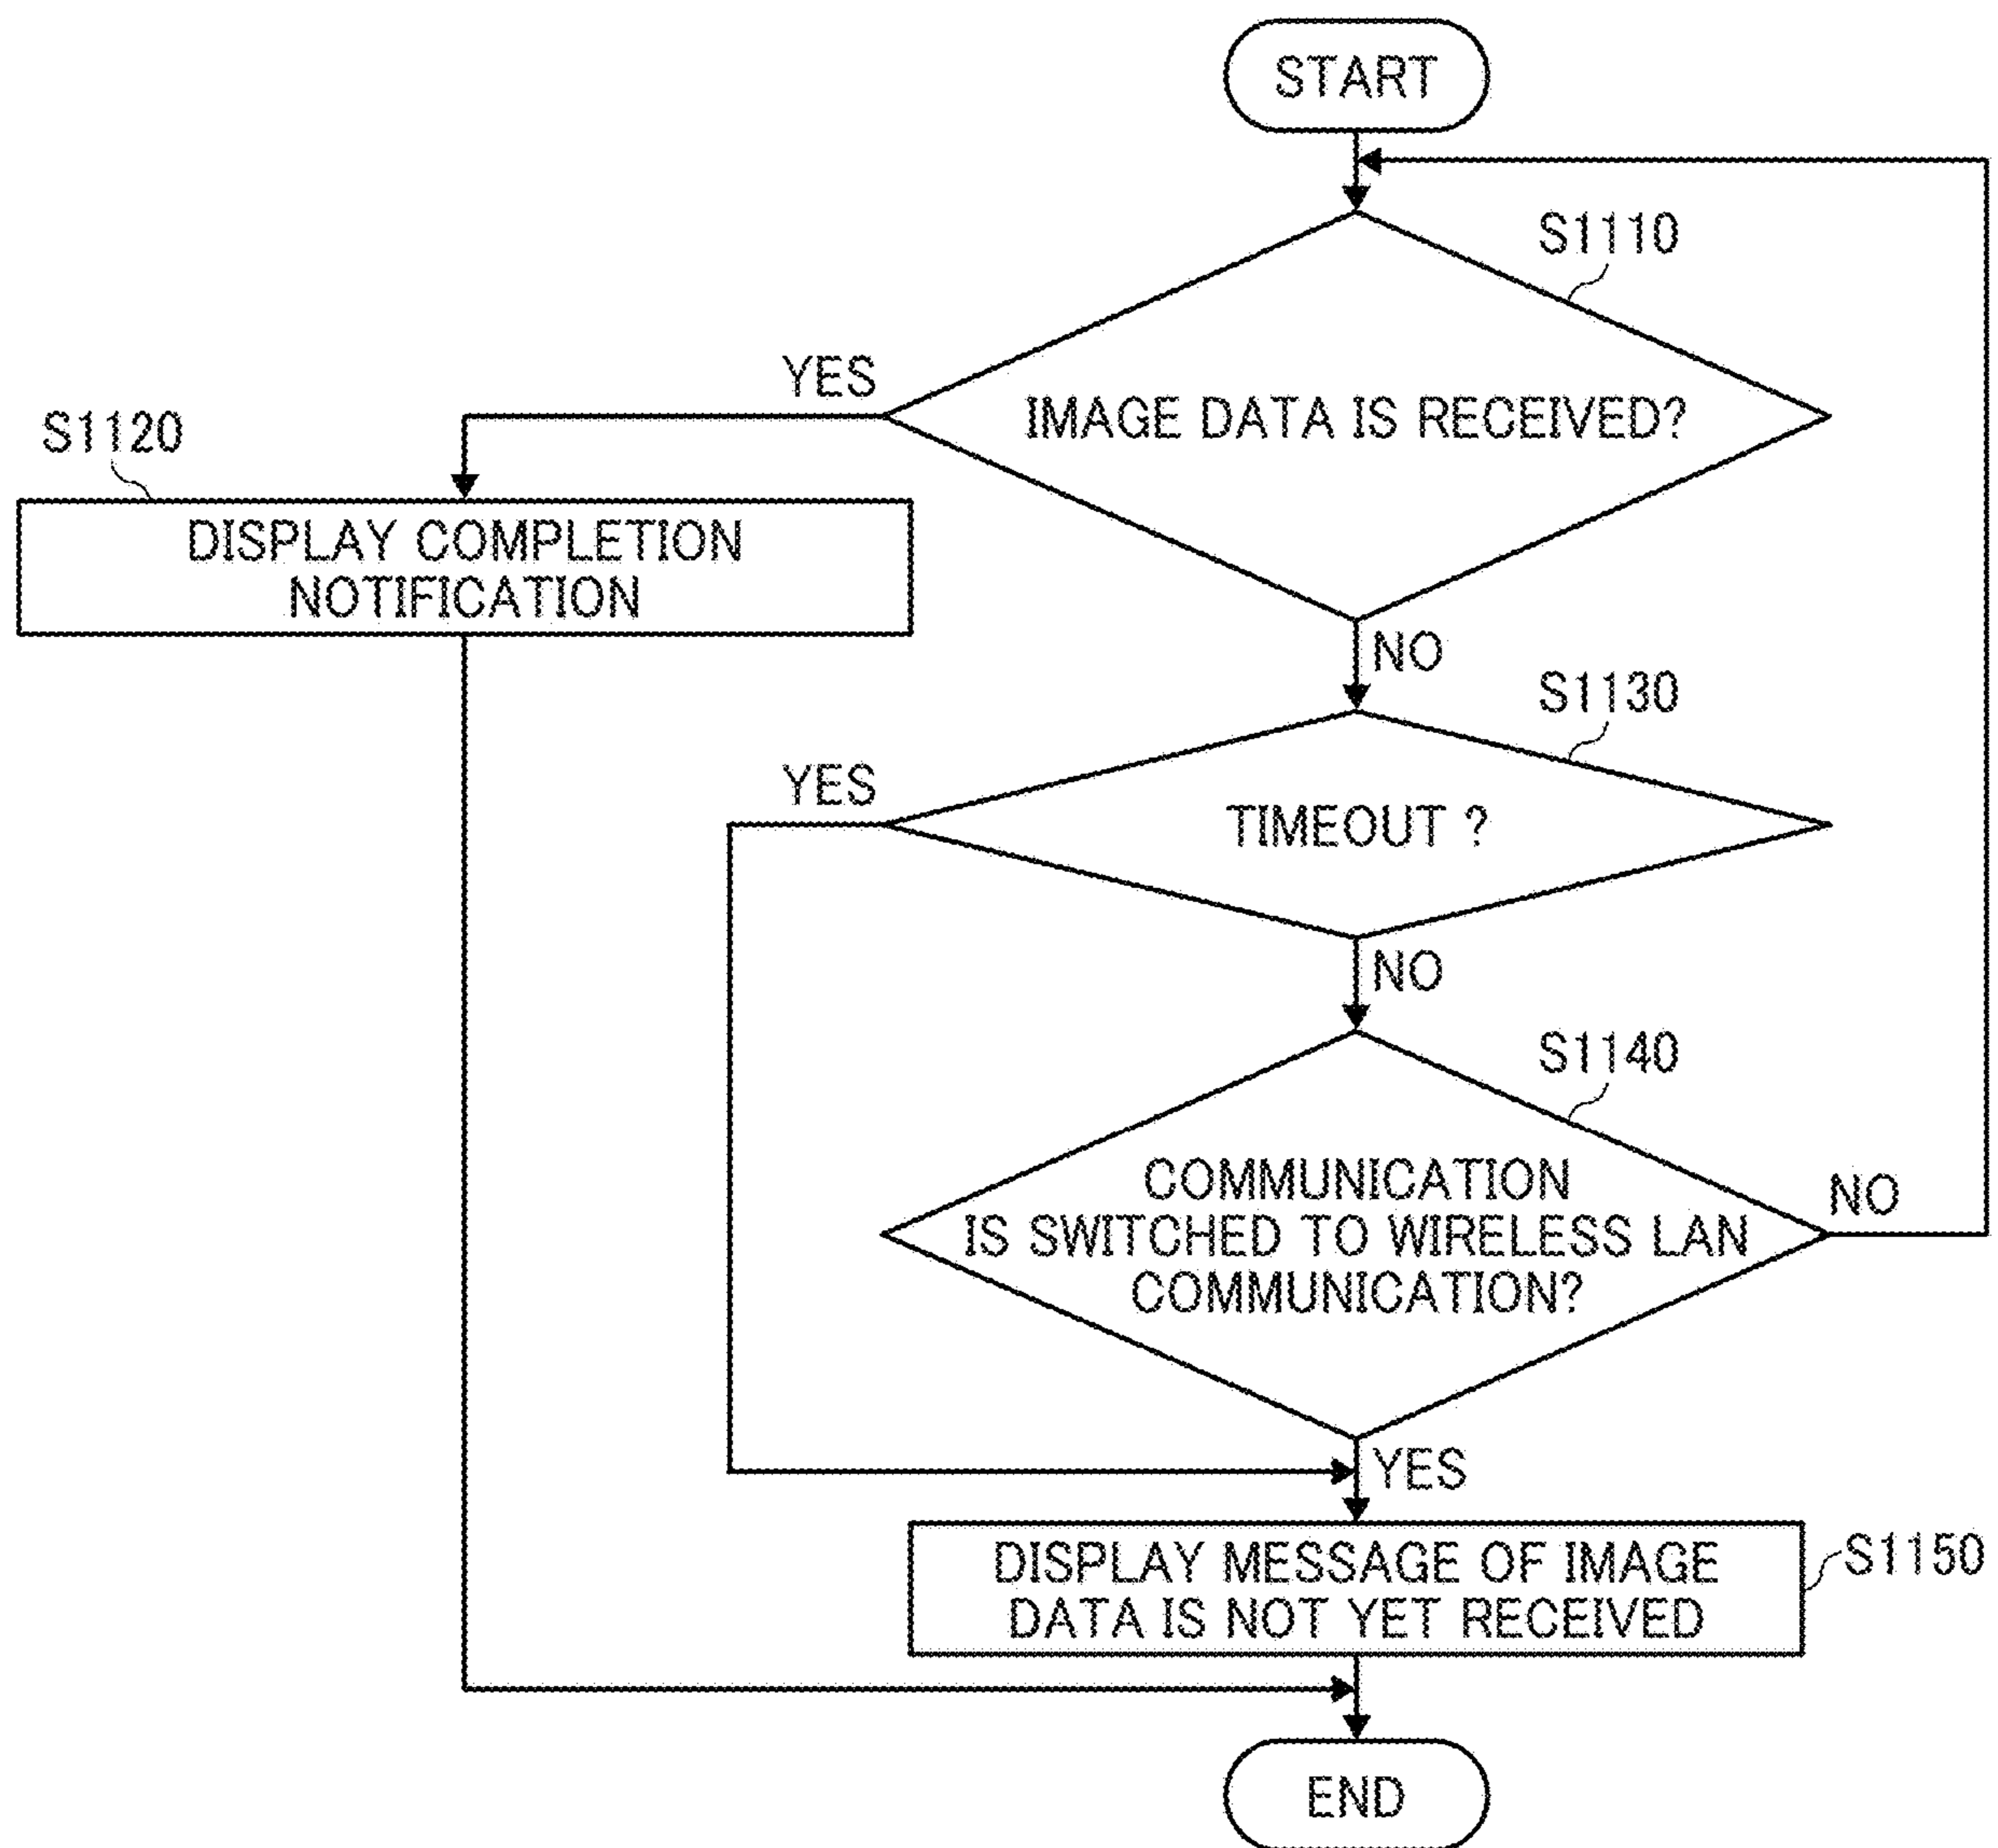 START
S1110
YES
IMAGE DATA IS RECEIVED?
S1120
DISPLAY COMPLETION
NOTIFICATION
NO
S1130
YES
TIMEOUT ?
NO
S1140
COMMUNICATION
IS SWITCHED TO WIRELESS LAN
COMMUNICATION?
NO
YES
DISPLAY MESSAGE OF IMAGE
DATA IS NOT YET RECEIVED
S1150
END